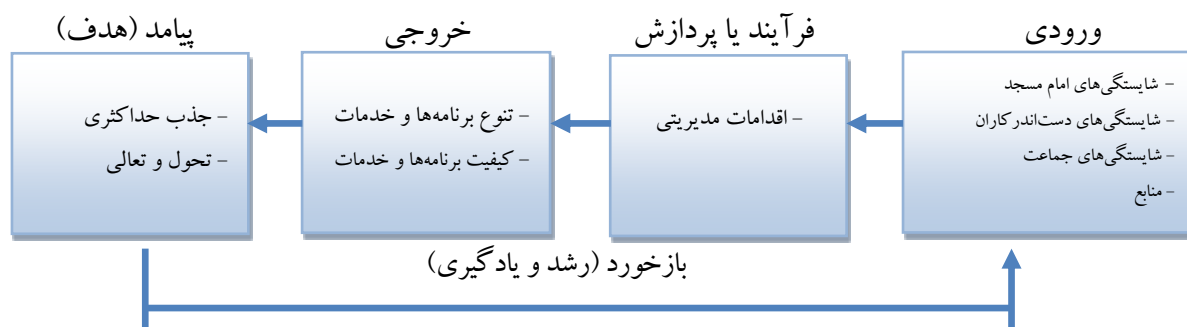 ورودی
- شایستگی‌های امام مسجد
- شایستگی‌های دست‌اندرکاران
- شایستگی‌های جماعت
- منابع
فرآیند یا پردازش
- اقدامات مدیریتی
خروجی
- تنوع برنامه‌ها و خدمات
- کیفیت برنامه‌ها و خدمات
پیامد (هدف)
- جذب حداکثری
- تحول و تعالی
بازخورد (رشد و یادگیری)